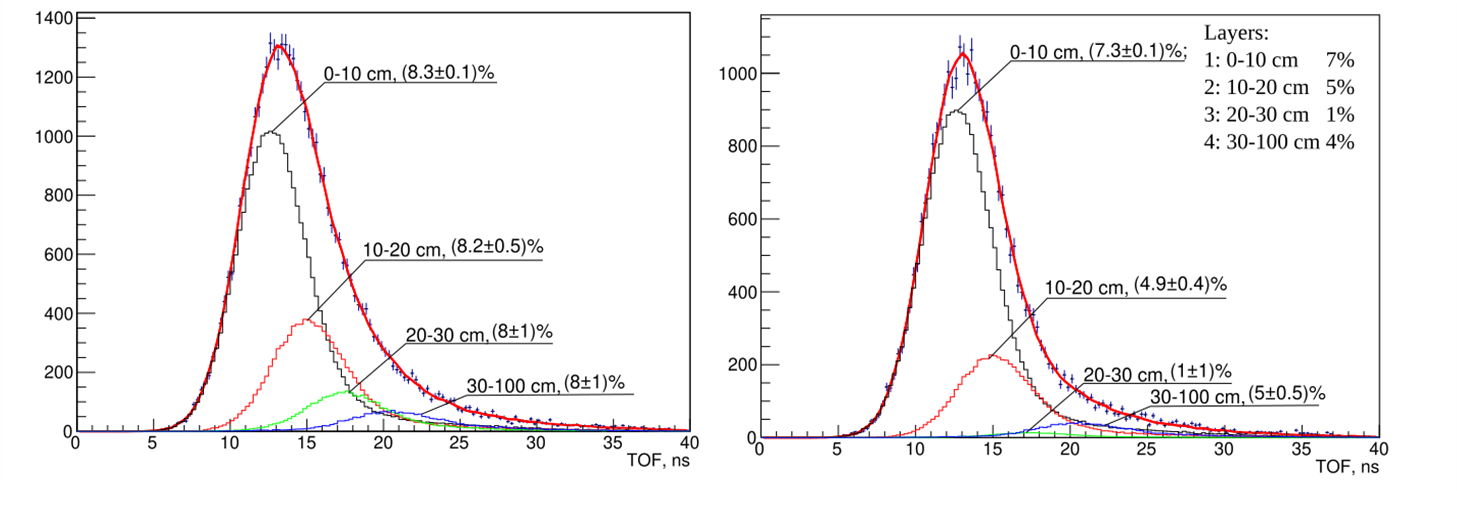 1400
1200
1000
800
600
400
200
0
0 5 10 15 20 25 30 35 40
TOF, ns
0-10 cm, (8.3±0.1)%
10-20 cm, (8.2±0.5)%
20-30 cm, (8±1)%
30-100 cm, (8±1)%
1000
800
600
400
200
0
0 5 10 15 20 25 30 35 40
TOF, ns
0-10 cm, (7.3±0.1)%;
10-20 cm, (4.9±0.4)%
20-30 cm, (1±1)%
30-100 cm, (5±0.5)%
Layers:
1: 0-10 cm 7%
2: 10-20 cm 5%
3: 20-30 cm 1%
4: 30-100 cm 4%